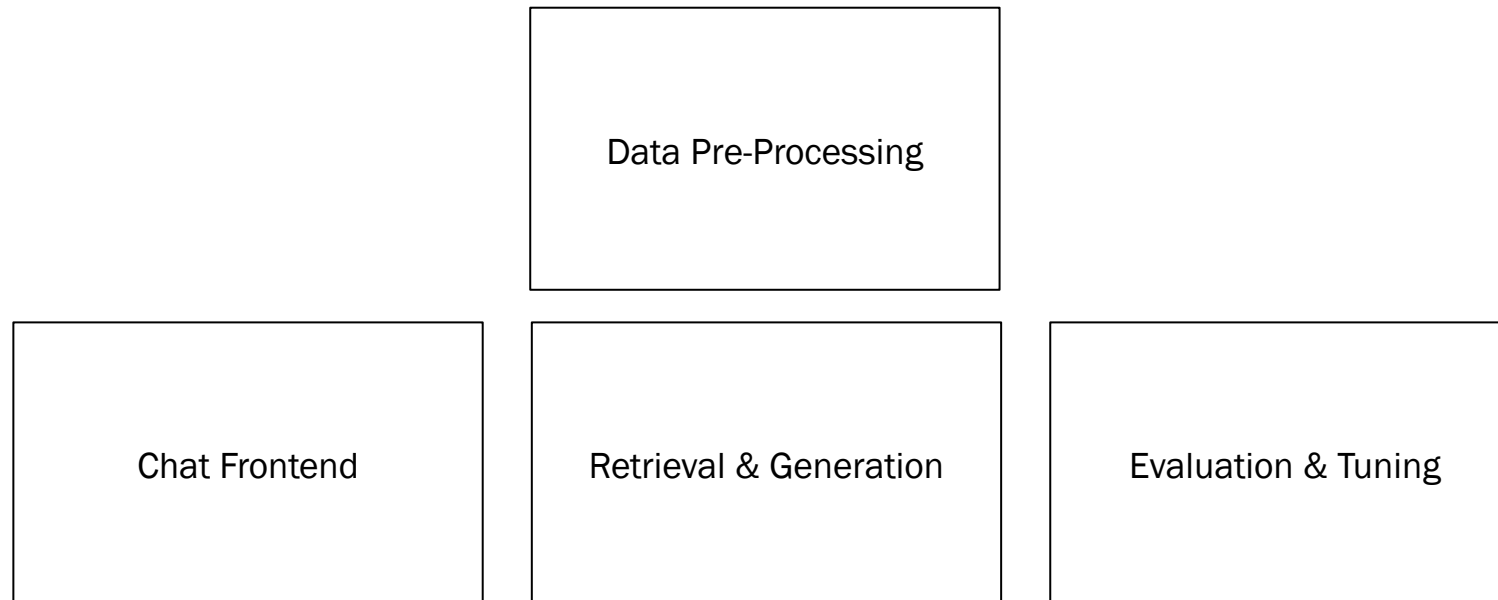 Data Pre-Processing
Chat Frontend
Retrieval & Generation
Evaluation & Tuning